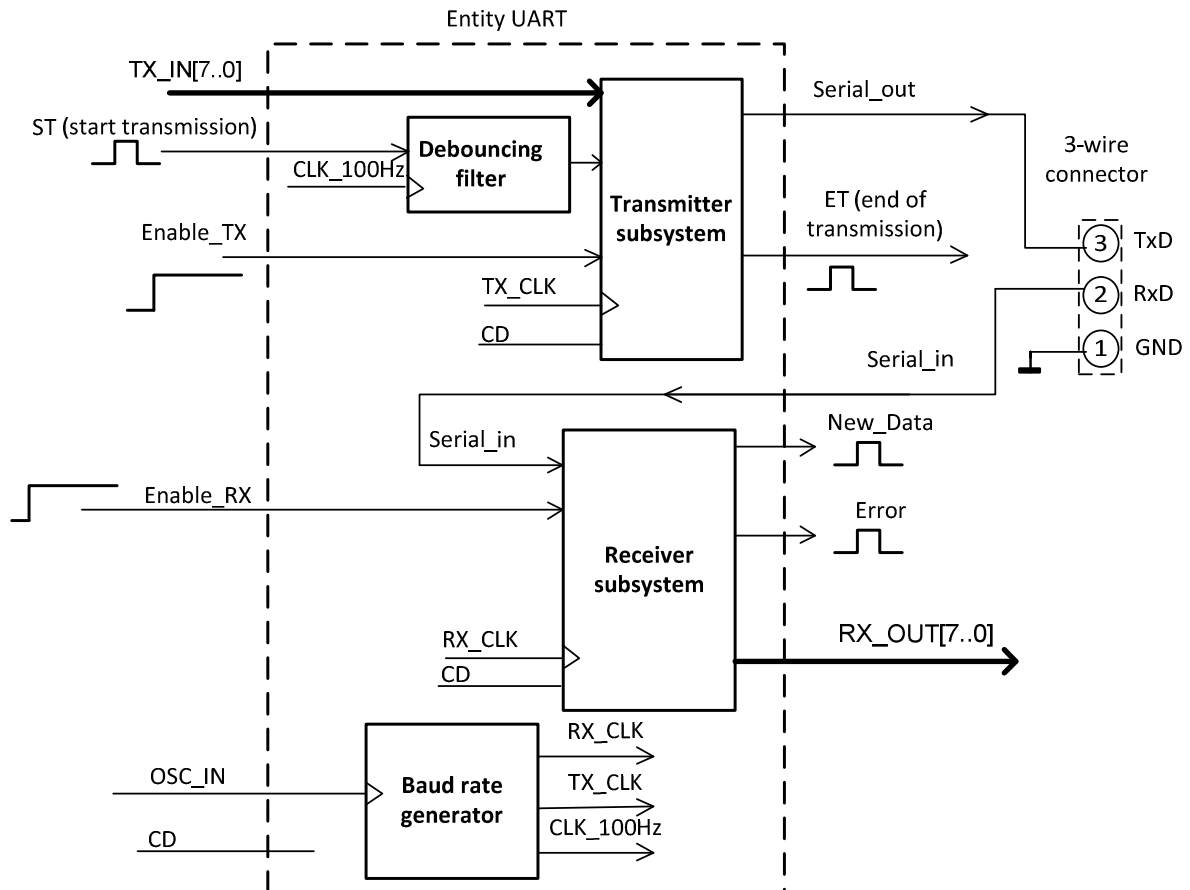 Entity UART
TX_IN[7..0]
Serial_out
ST (start transmission)
Debouncing
filter
CLK_100Hz
3-wire
connector
Transmitter
subsystem
ET (end of
transmission)
Enable_TX
3
TxD
TX_CLK
2
RxD
CD
1
GND
Serial_in
New_Data
Serial_in
Enable_RX
Error
Receiver
subsystem
RX_CLK
RX_OUT[7..0]
CD
RX_CLK
OSC_IN
Baud rate
generator
TX_CLK
CLK_100Hz
CD